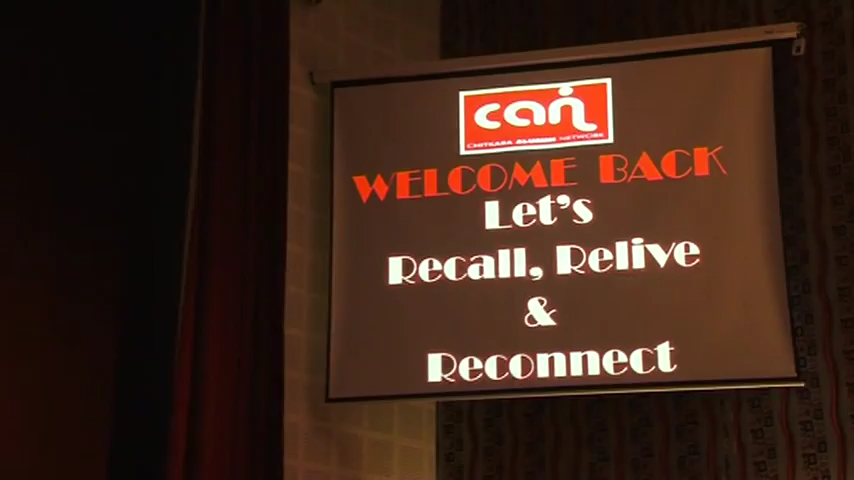 can
CHITKARA ALUMNI NETWORK
WELCOME BACK
Let's
Recall, Relive
&
Reconnect